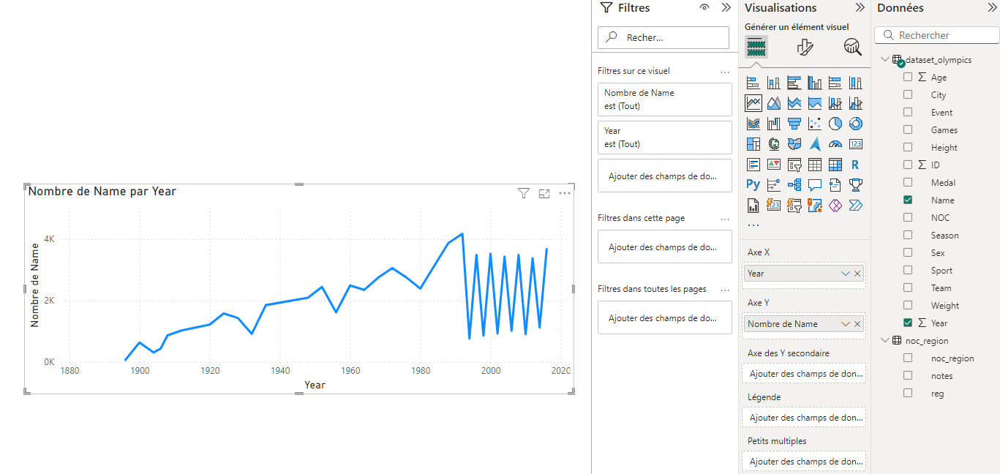 Nombre de Name par Year
Nombre de Name
4K
2K
0K
1880
1900
1920
1940
1960
1980
2000
2020
Year
Filtres
Recher...
Filtres sur ce visuel
...
Nombre de Name
est (Tout)
Year
est (Tout)
Ajouter des champs de do...
Filtres dans cette page
...
Ajouter des champs de do...
Filtres dans toutes les pages
...
Ajouter des champs de do...
Visualisations
Générer un élément visuel
123
R
Py
123
...
Axe X
Year
Axe Y
Nombre de Name
Axe des Y secondaire
Ajouter des champs de don...
Légende
Ajouter des champs de don...
Petits multiples
Ajouter des champs de don...
Données
Rechercher
dataset_olympics
Σ Age
City
Event
Games
Height
Σ ID
Medal
Name
NOC
Season
Sex
Sport
Team
Weight
Σ Year
noc_region
noc_region
notes
reg